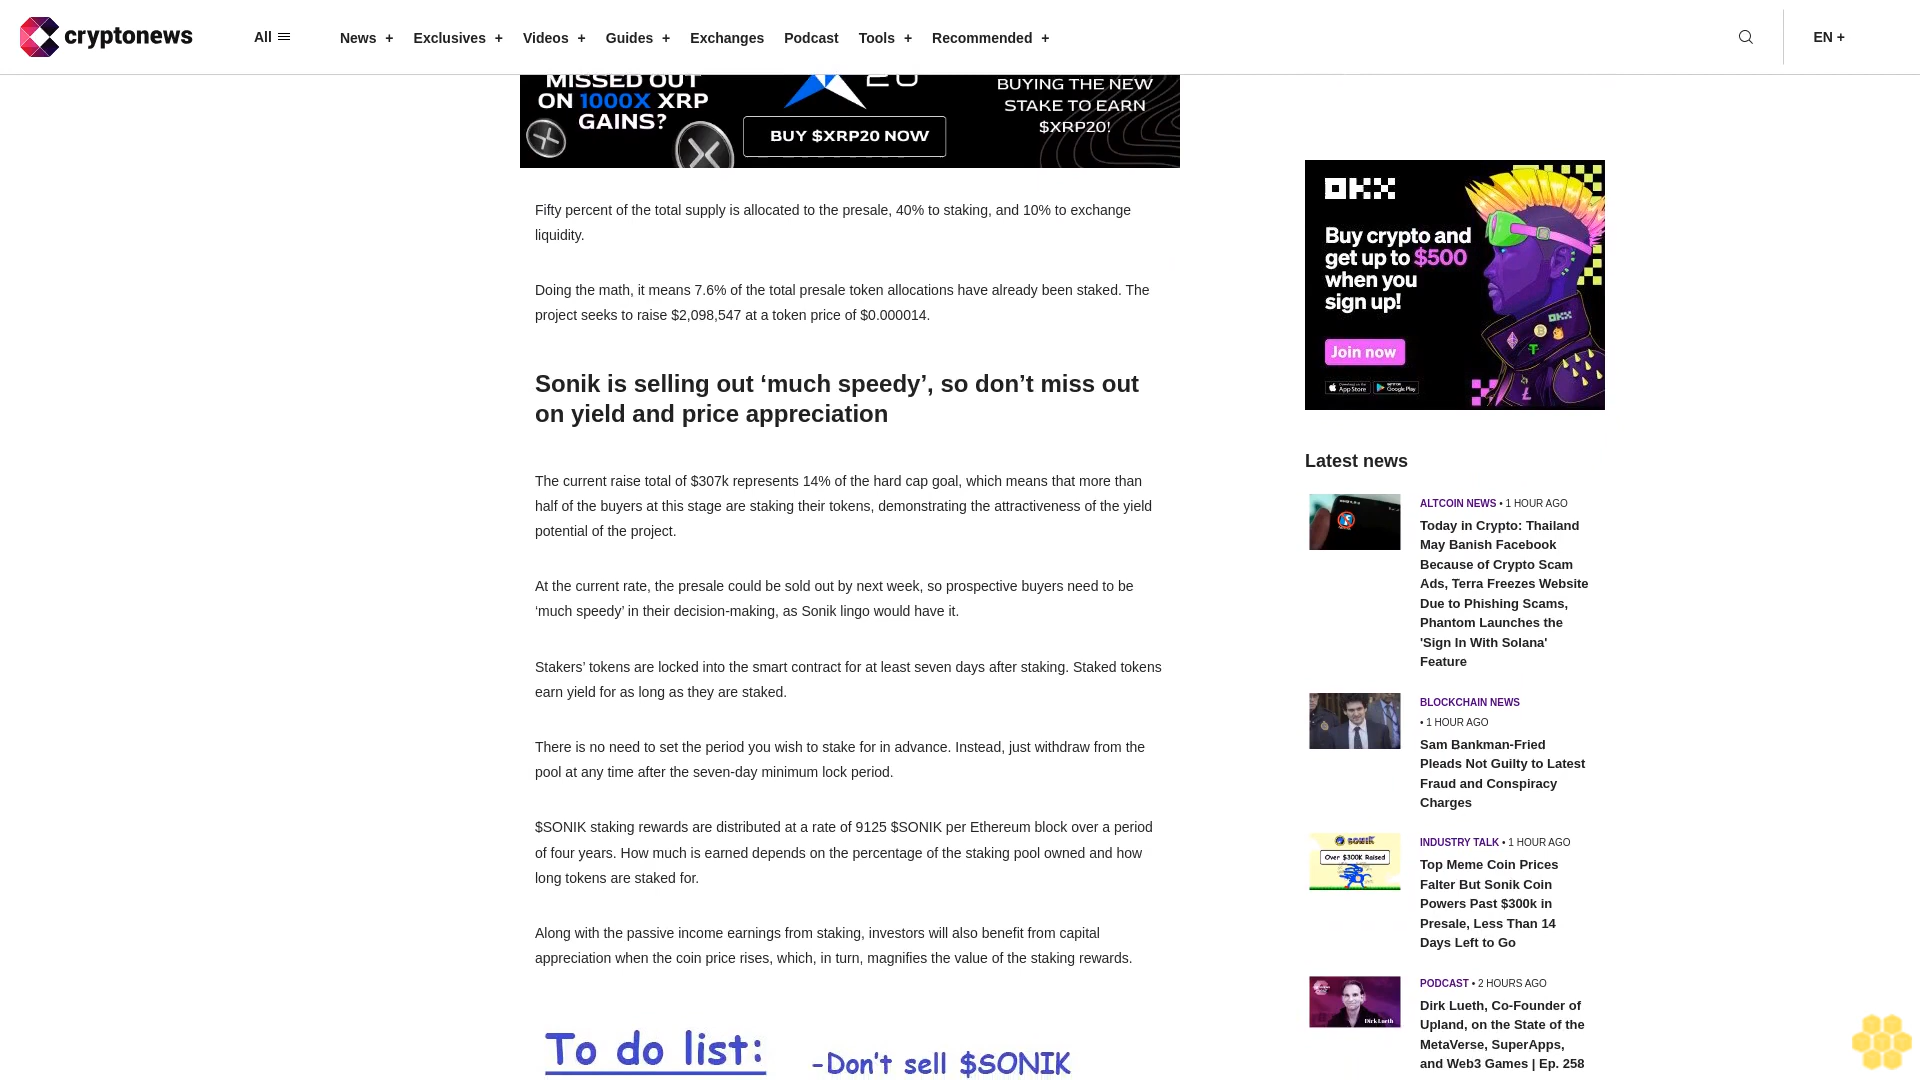 cryptonews
All
News + Exclusives + Videos + Guides + Exchanges Podcast Tools + Recommended +
EN +
MISSED OUT
ON 1000X XRP
GAINS?
20
BUY $XRP20 NOW
BUYING THE NEW
STAKE TO EARN
$XRP20!
Fifty percent of the total supply is allocated to the presale, 40% to staking, and 10% to exchange
liquidity.
Doing the math, it means 7.6% of the total presale token allocations have already been staked. The
project seeks to raise $2,098,547 at a token price of $0.000014.
Sonik is selling out ‘much speedy’, so don’t miss out
on yield and price appreciation
The current raise total of $307k represents 14% of the hard cap goal, which means that more than
half of the buyers at this stage are staking their tokens, demonstrating the attractiveness of the yield
potential of the project.
At the current rate, the presale could be sold out by next week, so prospective buyers need to be
‘much speedy’ in their decision-making, as Sonik lingo would have it.
Stakers’ tokens are locked into the smart contract for at least seven days after staking. Staked tokens
earn yield for as long as they are staked.
There is no need to set the period you wish to stake for in advance. Instead, just withdraw from the
pool at any time after the seven-day minimum lock period.
$SONIK staking rewards are distributed at a rate of 9125 $SONIK per Ethereum block over a period
of four years. How much is earned depends on the percentage of the staking pool owned and how
long tokens are staked for.
Along with the passive income earnings from staking, investors will also benefit from capital
appreciation when the coin price rises, which, in turn, magnifies the value of the staking rewards.
To do list:
-Don't sell $SONIK
OKX
Buy crypto and
get up to $500
when you
sign up!
Join now
Download on the
App Store
GET IT ON
Google Play
OKX
Latest news
ALTCOIN NEWS • 1 HOUR AGO
Today in Crypto: Thailand
May Banish Facebook
Because of Crypto Scam
Ads, Terra Freezes Website
Due to Phishing Scams,
Phantom Launches the
'Sign In With Solana'
Feature
BLOCKCHAIN NEWS
• 1 HOUR AGO
Sam Bankman-Fried
Pleads Not Guilty to Latest
Fraud and Conspiracy
Charges
SONIK
Over $300K Raised
INDUSTRY TALK • 1 HOUR AGO
Top Meme Coin Prices
Falter But Sonik Coin
Powers Past $300k in
Presale, Less Than 14
Days Left to Go
Dirk Lueth
PODCAST • 2 HOURS AGO
Dirk Lueth, Co-Founder of
Upland, on the State of the
MetaVerse, SuperApps,
and Web3 Games | Ep. 258